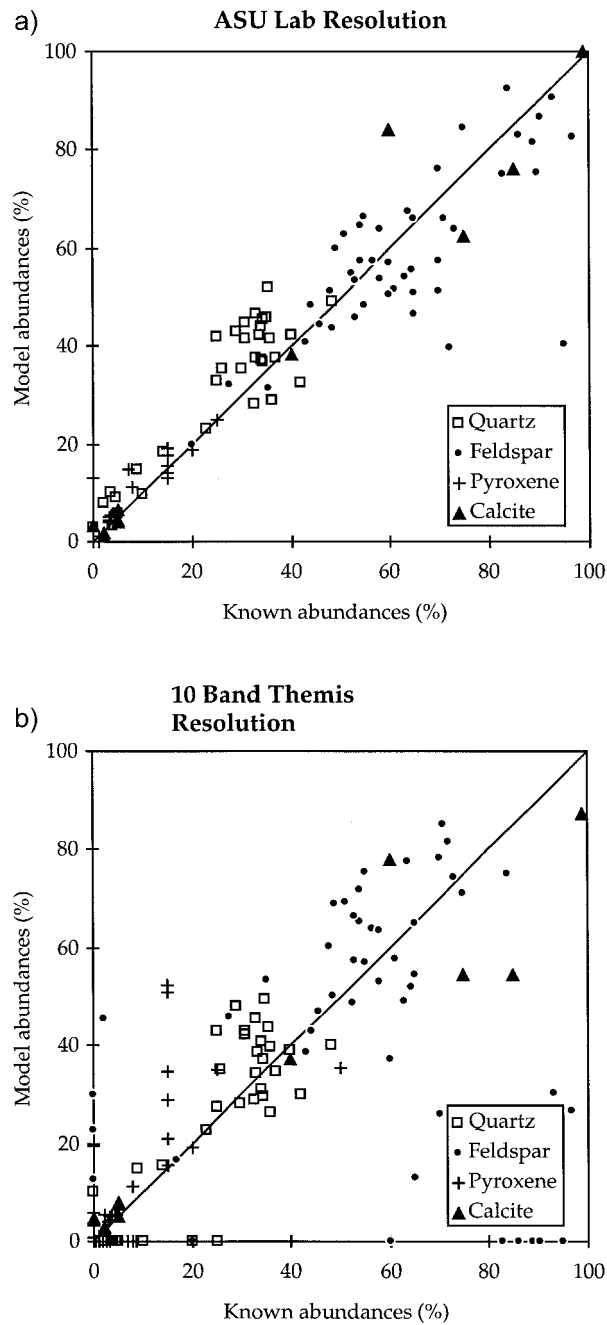 a)
ASU Lab Resolution
100
80
60
40
20
0
Model abundances (%)
Quartz
Feldspar
Pyroxene
Calcite
0 20 40 60 80 100
Known abundances (%)
b)
10 Band Themis
Resolution
100
80
60
40
20
0
Model abundances (%)
Quartz
Feldspar
Pyroxene
Calcite
0 20 40 60 80 100
Known abundances (%)